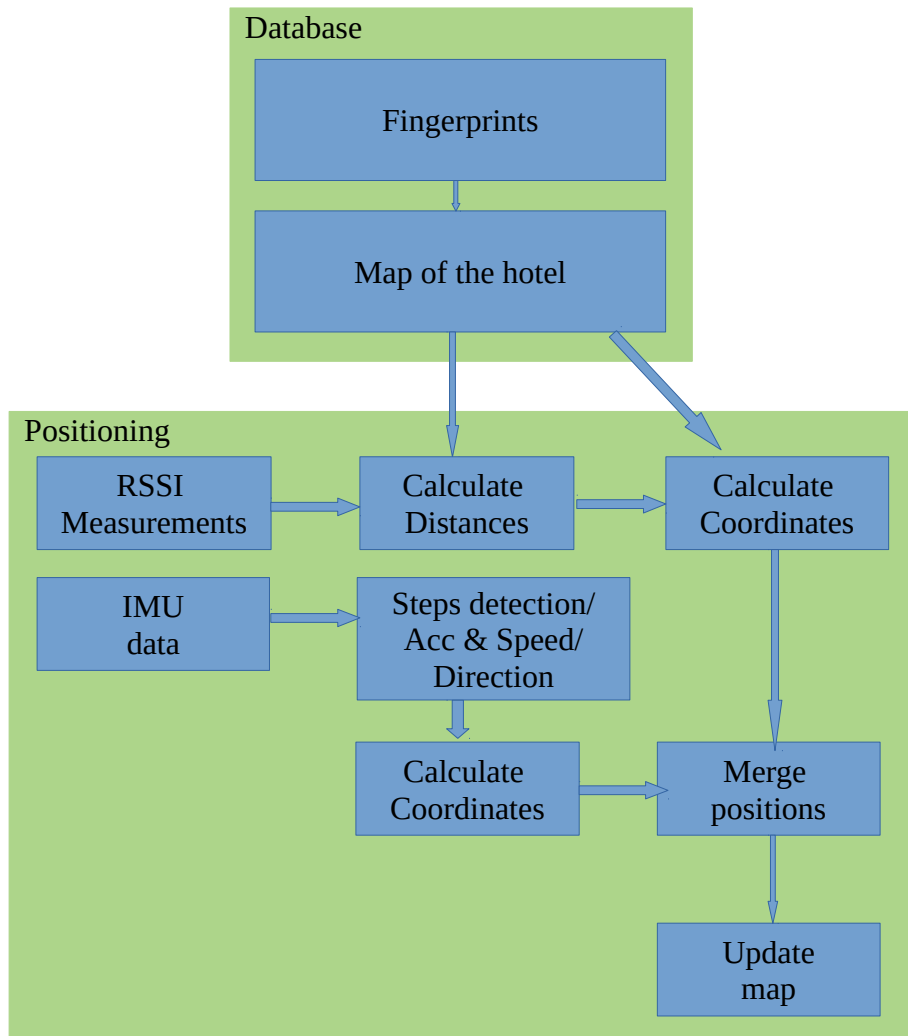 Database
Fingerprints
Map of the hotel
Positioning
RSSI
Measurements
Calculate
Distances
Calculate
Coordinates
IMU
data
Steps detection/
Acc & Speed/
Direction
Calculate
Coordinates
Merge
positions
Update
map